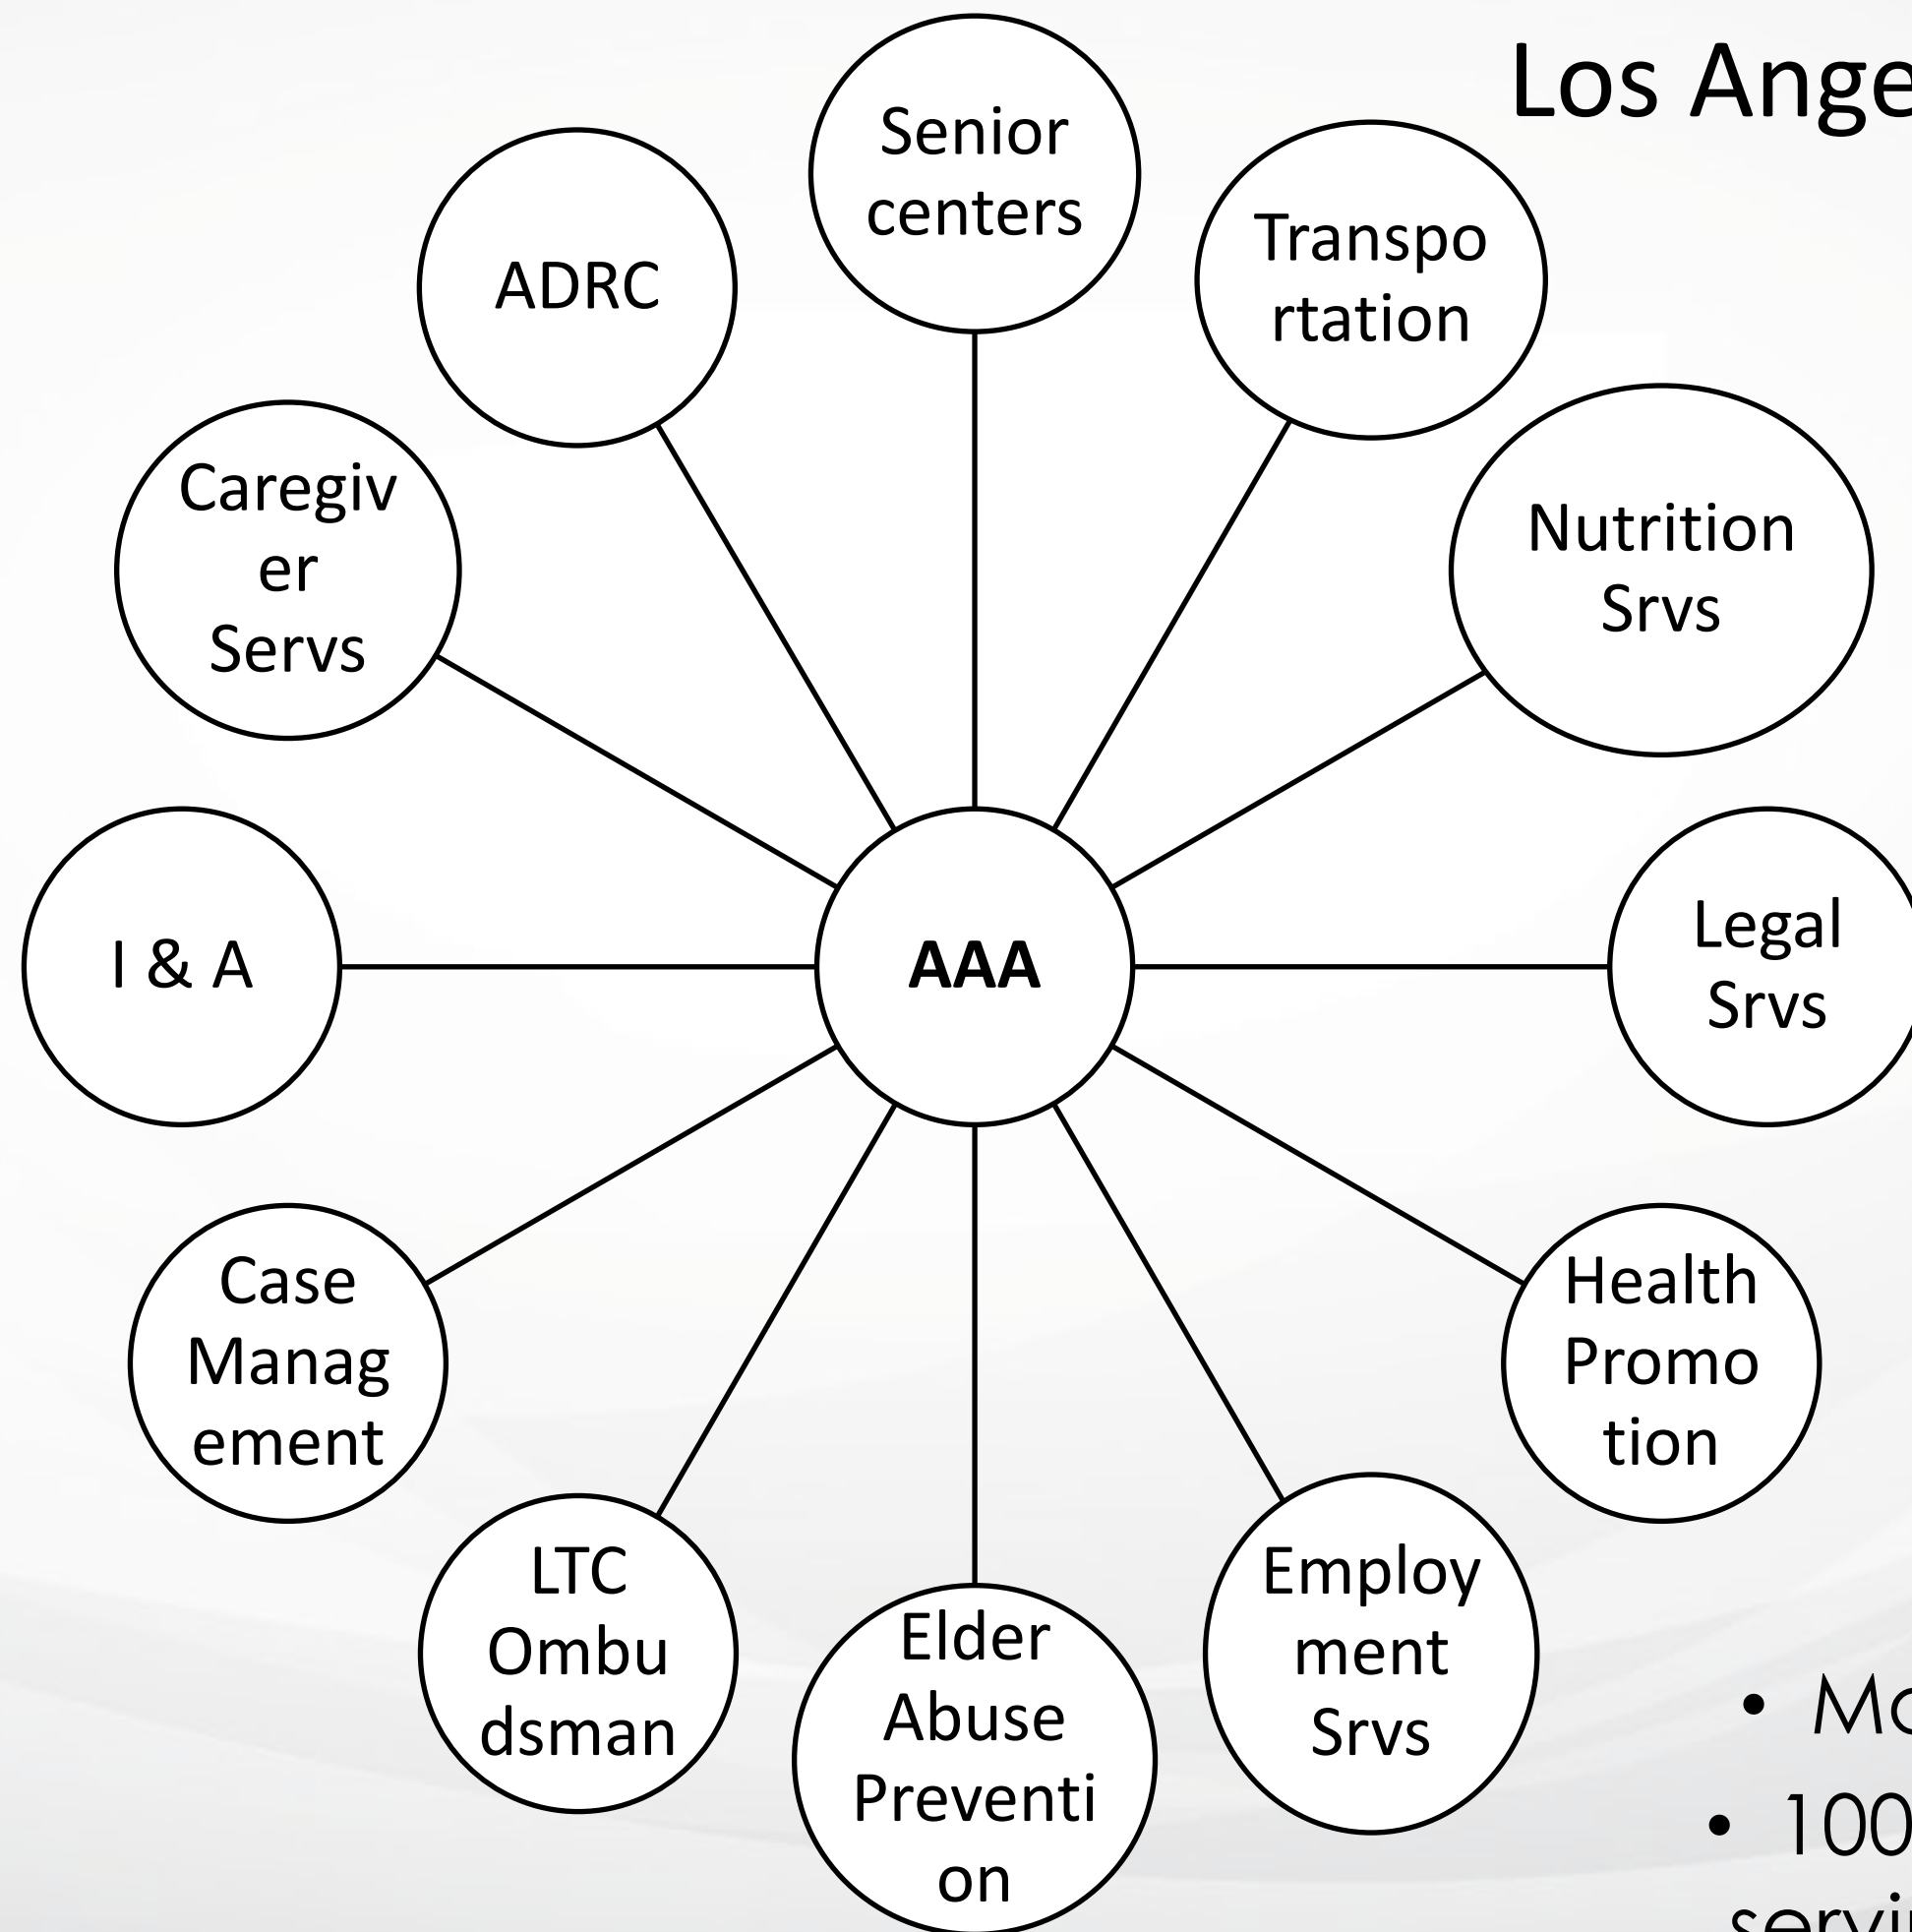 Los Ange
Senior
centers
Transpo
rtation
Nutrition
Srvs
Legal
Srvs
Health
Promo
tion
Employ
ment
Srvs
Elder
Abuse
Preventi
on
LTC
Ombu
dsman
Case
Manag
ement
I & A
Caregiv
er
Servs
ADRC
AAA
• 
• 100